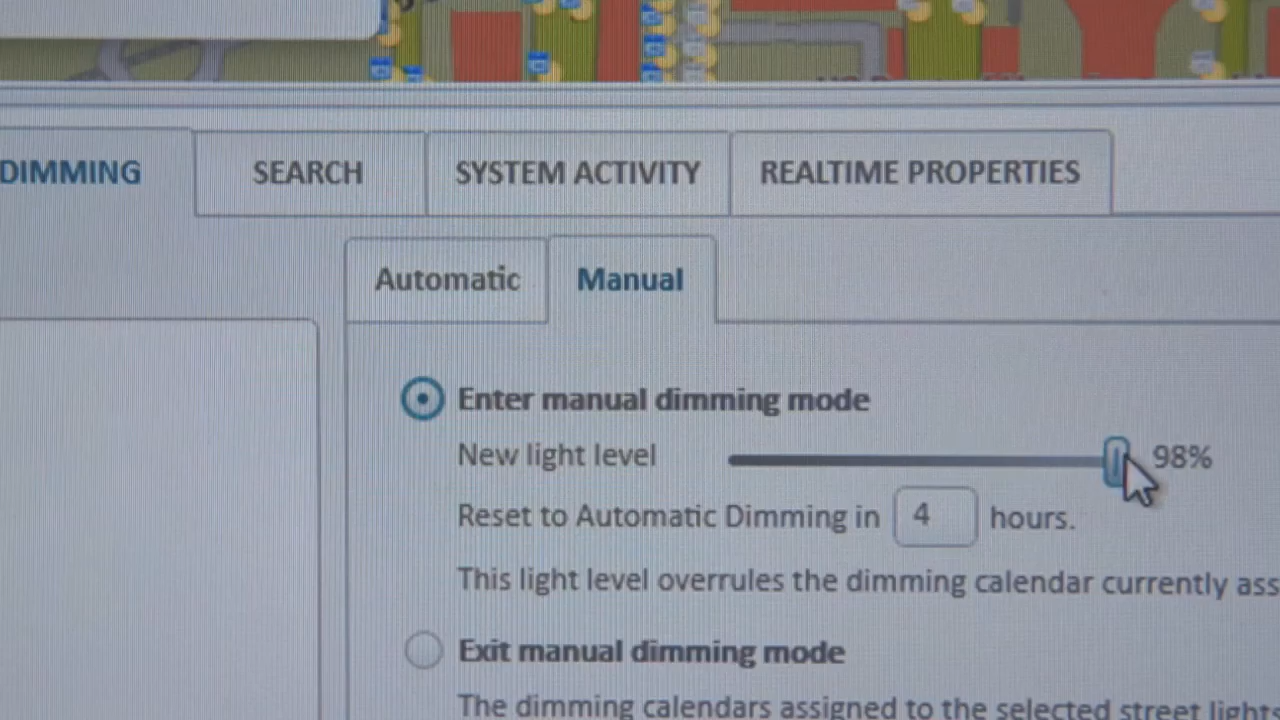 DIMMING
SEARCH
SYSTEM ACTIVITY
REALTIME PROPERTIES
Automatic
Manual
Enter manual dimming mode
New light level 98%
Reset to Automatic Dimming in 4 hours.
This light level overrules the dimming calendar currently ass
Exit manual dimming mode
The dimming calendars assigned to the selected street lights